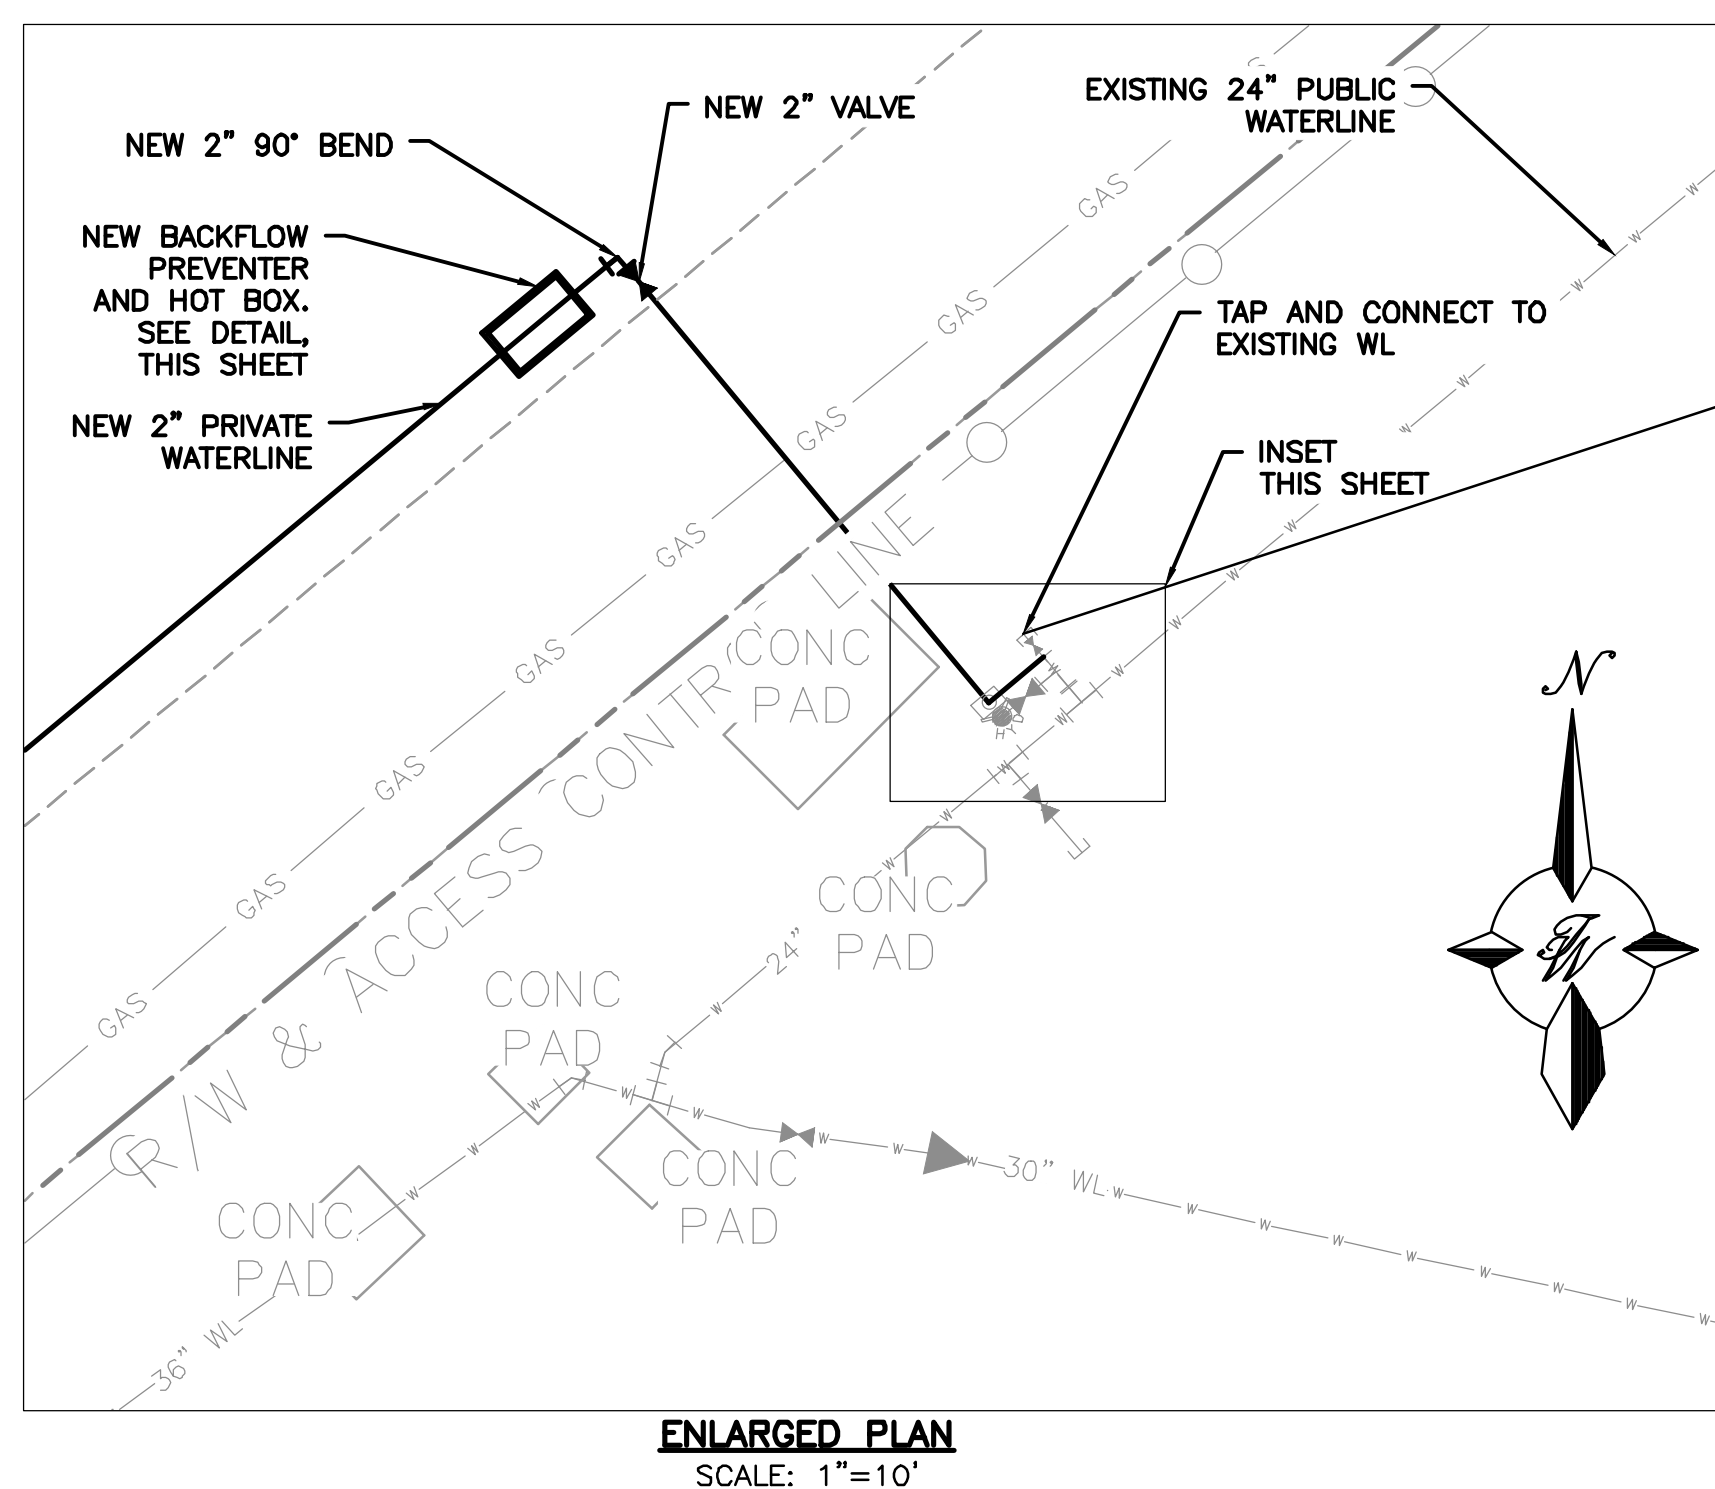 NEW 2" VALVE
EXISTING 24" PUBLIC
WATERLINE
NEW 2" 90° BEND
NEW BACKFLOW
PREVENTER
AND HOT BOX.
SEE DETAIL,
THIS SHEET
NEW 2" PRIVATE
WATERLINE
TAP AND CONNECT TO
EXISTING WL
INSET
THIS SHEET
GAS
GAS
GAS
GAS
GAS
GAS
GAS
GAS
R/W & ACCESS CONTROL LINE
CONC
PAD
HYD
CONC
PAD
24"
CONC
PAD
CONC
PAD
CONC
PAD
30" WL
36" WL
W W W W W W W W W W W W W W W W W W W W W W W W W W W W W W
N
ENLARGED PLAN
SCALE: 1"=10'